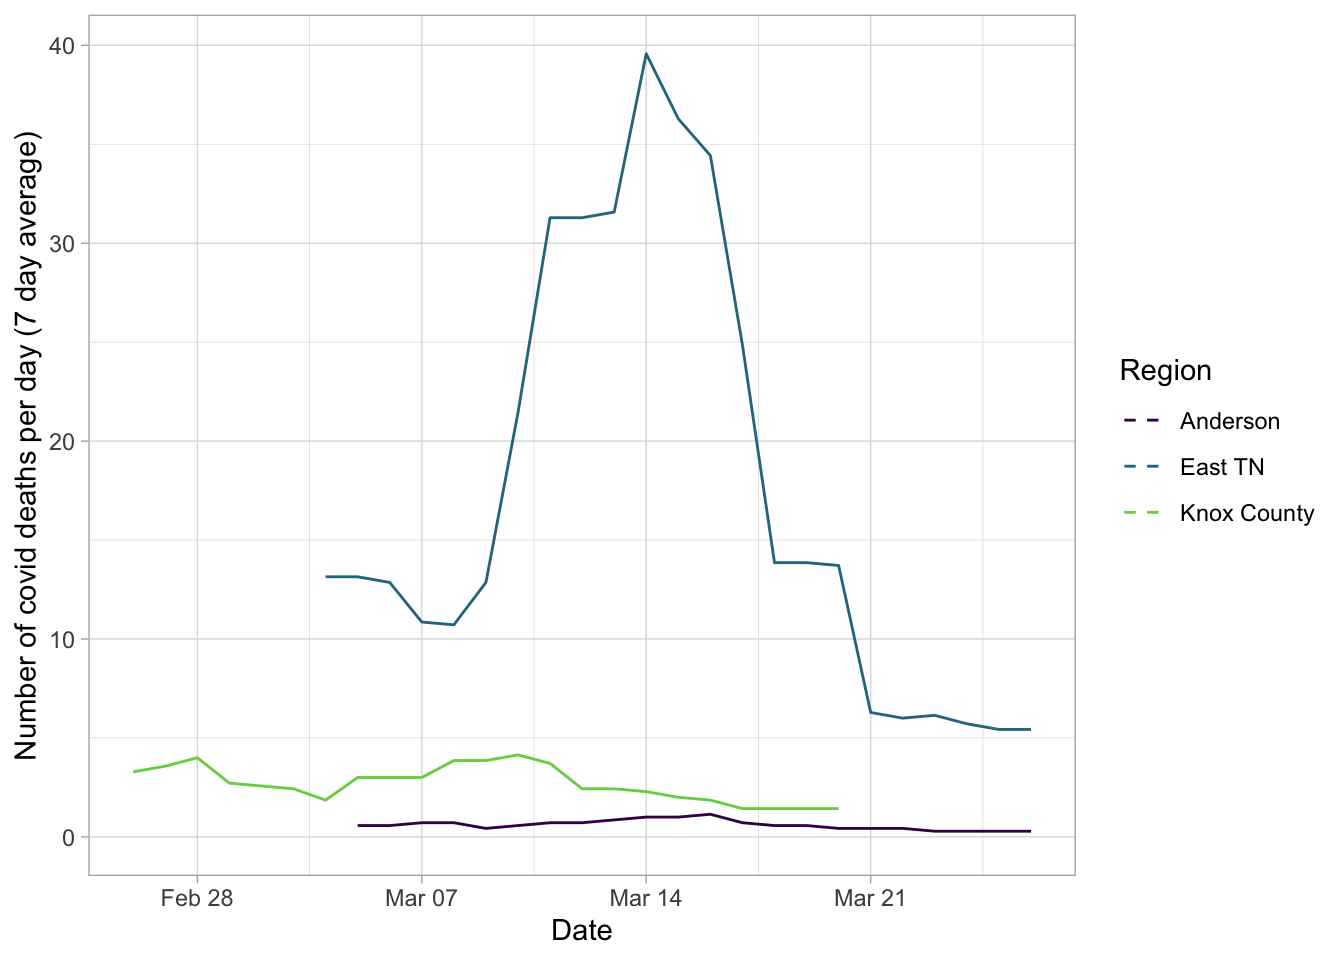 Number of covid deaths per day (7 day average)
40
30
20
10
0
Feb 28
Mar 07
Mar 14
Mar 21
Date
Region
Anderson
East TN
Knox County